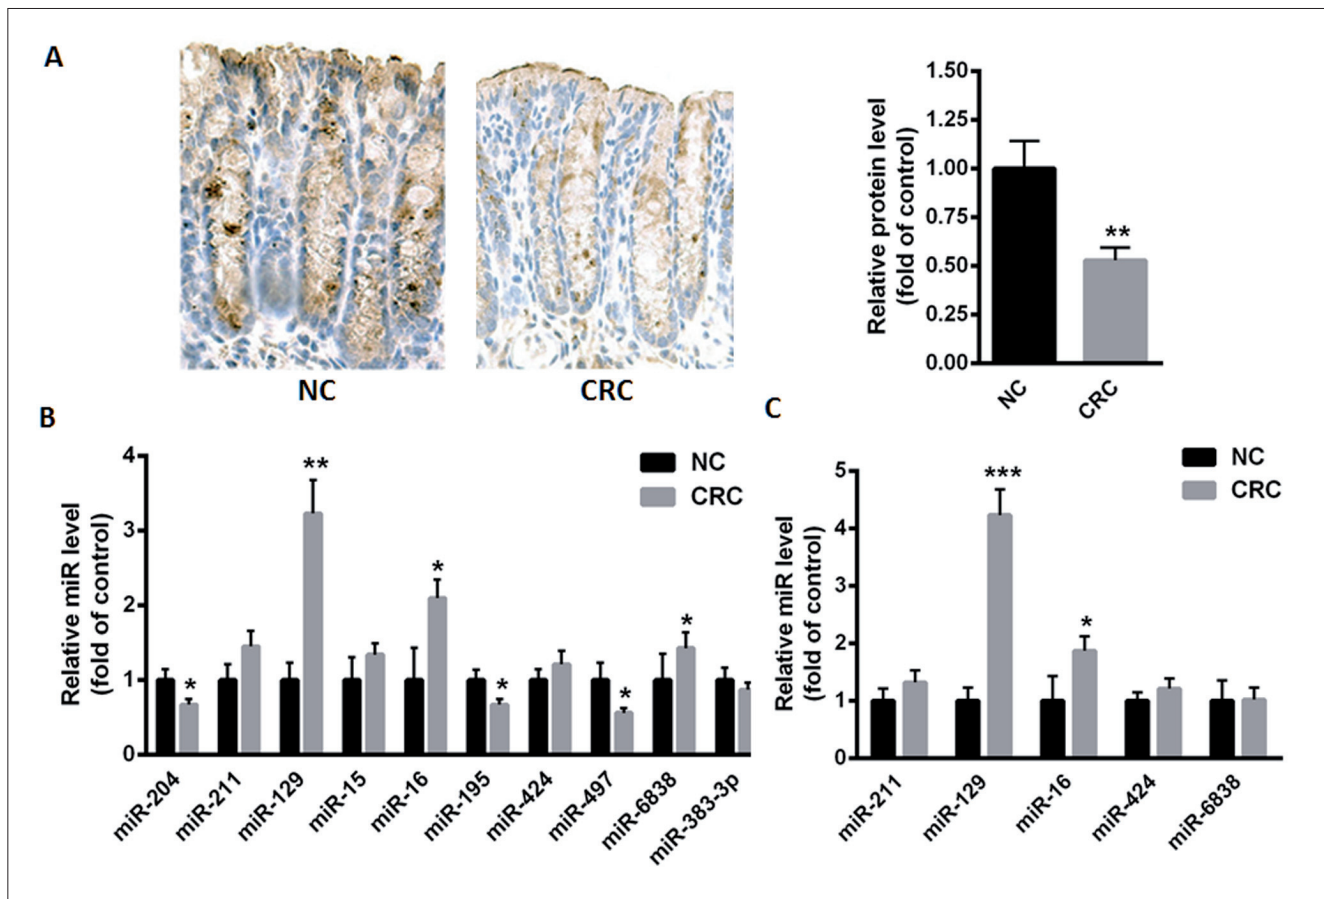 A
NC
CRC
Relative protein level
(fold of control)
1.50
1.25
1.00
0.75
0.50
0.25
0.00
**
NC
CRC
B
Relative miR level
(fold of control)
4
3
2
1
0
NC
CRC
*
**
*
*
*
*
miR-204
miR-211
miR-129
miR-15
miR-16
miR-195
miR-424
miR-497
miR-6838
miR-383-3p
C
Relative miR level
(fold of control)
5
4
3
2
1
0
NC
CRC
***
*
miR-211
miR-129
miR-16
miR-424
miR-6838